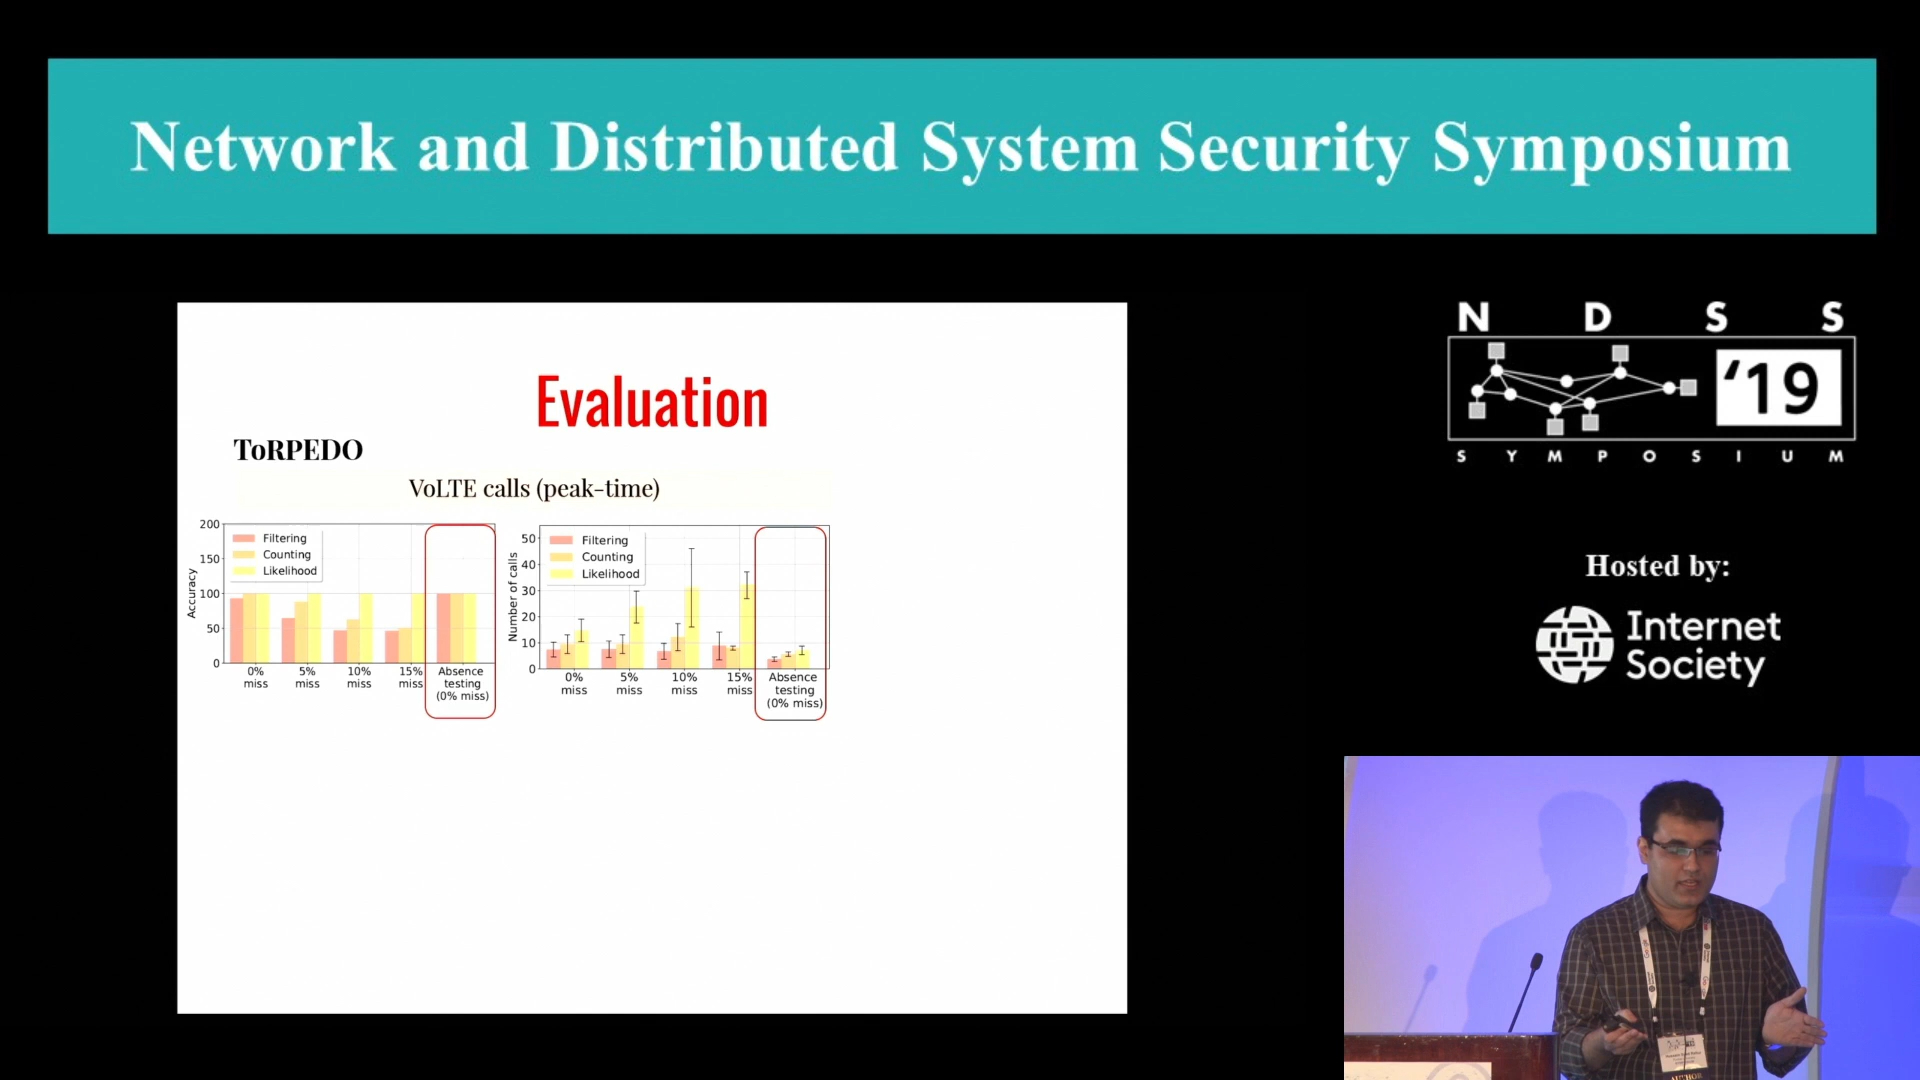 Network and Distributed System Security Symposium
N D S S
'19
S Y M P O S I U M
Hosted by:
Internet
Society
Evaluation
ToRPEDO
VoLTE calls (peak-time)
Accuracy
200
150
100
50
0
Filtering
Counting
Likelihood
0%
miss
5%
miss
10%
miss
15%
miss
Absence
testing
(0% miss)
Number of calls
50
40
30
20
10
0
Filtering
Counting
Likelihood
0%
miss
5%
miss
10%
miss
15%
miss
Absence
testing
(0% miss)
AUTHOR